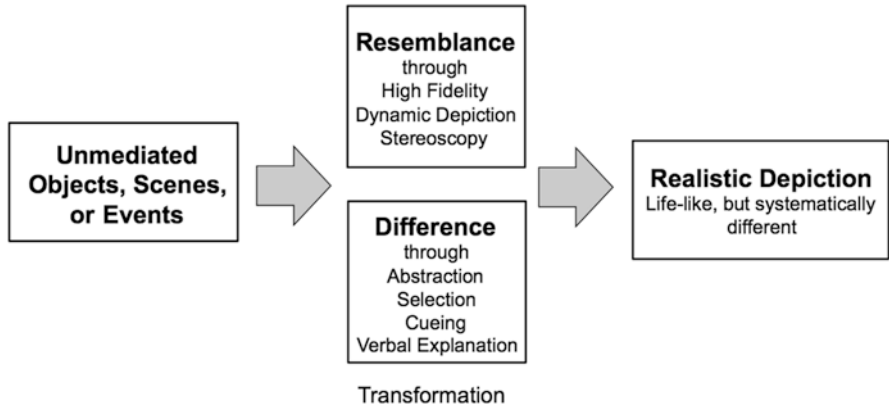 Unmediated
Objects, Scenes,
or Events
Resemblance
through
High Fidelity
Dynamic Depiction
Stereoscopy
Difference
through
Abstraction
Selection
Cueing
Verbal Explanation
Transformation
Realistic Depiction
Life-like, but systematically
different